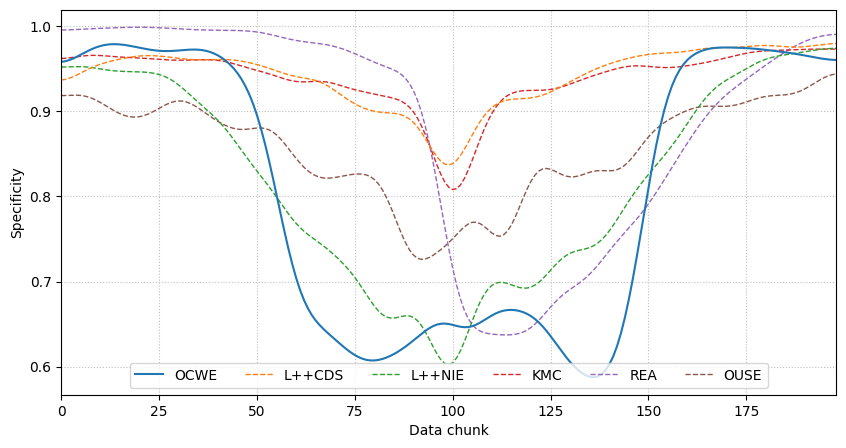 1.0
0.9
0.8
0.7
0.6
Specificity
OCWE L++CDS L++NIE KMC REA OUSE
0 25 50 75 100 125 150 175
Data chunk